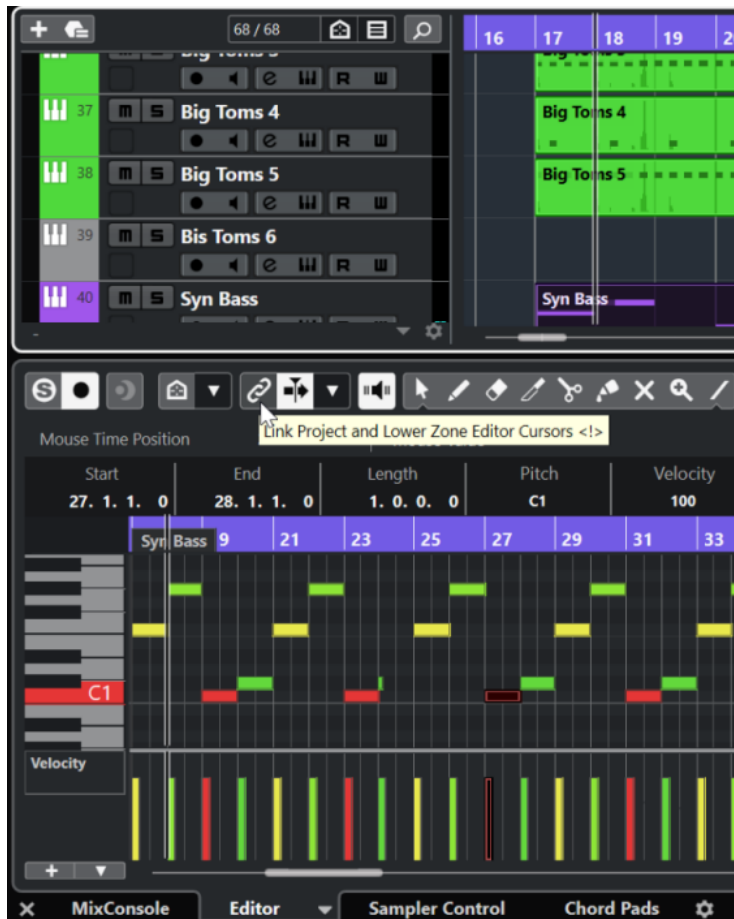 68 / 68
16 17 18 19
37 m S Big Toms 4
Big Toms 4
R W
38 m S Big Toms 5
Big Toms 5
R W
39 m S Bis Toms 6
R W
40 m S Syn Bass
Syn Bass
S
Link Project and Lower Zone Editor Cursors <!>
Mouse Time Position
Start End Length Pitch Velocity
27. 1. 1. 0 28. 1. 1. 0 1. 0. 0. 0 C1 100
Syn Bass 9 21 23 25 27 29 31 33
C1
Velocity
MixConsole Editor Sampler Control Chord Pads